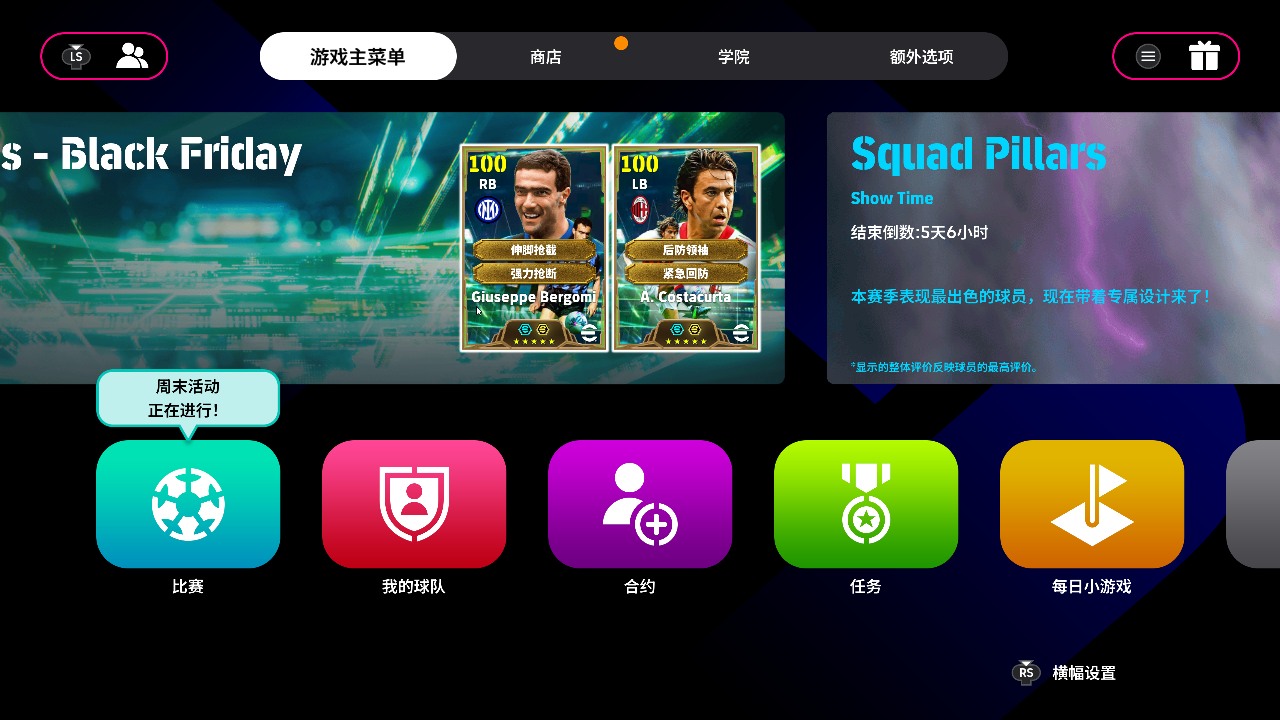 LS
游戏主菜单
商店
学院
额外选项
s - Black Friday
100
RB
伸脚抢截
强力抢断
Giuseppe Bergomi
100
LB
后防领袖
紧急回防
A. Costacurta
Squad Pillars
Show Time
结束倒数:5天6小时
本赛季表现最出色的球员，现在带着专属设计来了！
*显示的整体评价反映球员的最高评价。
周末活动
正在进行！
比赛
我的球队
合约
任务
每日小游戏
RS
横幅设置